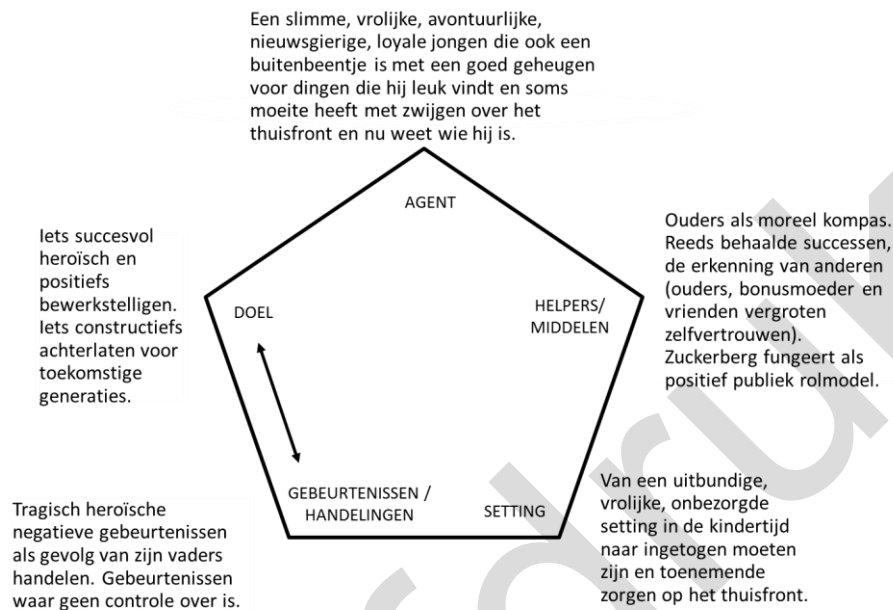 Een slimme, vrolijke, avontuurlijke,
nieuwsgierige, loyale jongen die ook een
buitenbeentje is met een goed geheugen
voor dingen die hij leuk vindt en soms
moeite heeft met zwijgen over het
thuisfront en nu weet wie hij is.
AGENT
Iets succesvol
heroïsch en
positiefs
bewerkstelligen.
Iets constructiefs
achterlaten voor
toekomstige
generaties.
DOEL
HELPERS/
MIDDELEN
Ouders als moreel kompas.
Reeds behaalde successen,
de erkenning van anderen
(ouders, bonusmoeder en
vrienden vergroten
zelfvertrouwen).
Zuckerberg fungeert als
positief publiek rolmodel.
Tragisch heroïsche
negatieve gebeurtenissen
als gevolg van zijn vaders
handelen. Gebeurtenissen
waar geen controle over is.
GEBEURTENISSEN /
HANDELINGEN
SETTING
Van een uitbundige,
vrolijke, onbezorgde
setting in de kindertijd
naar ingetogen moeten
zijn en toenemende
zorgen op het thuisfront.